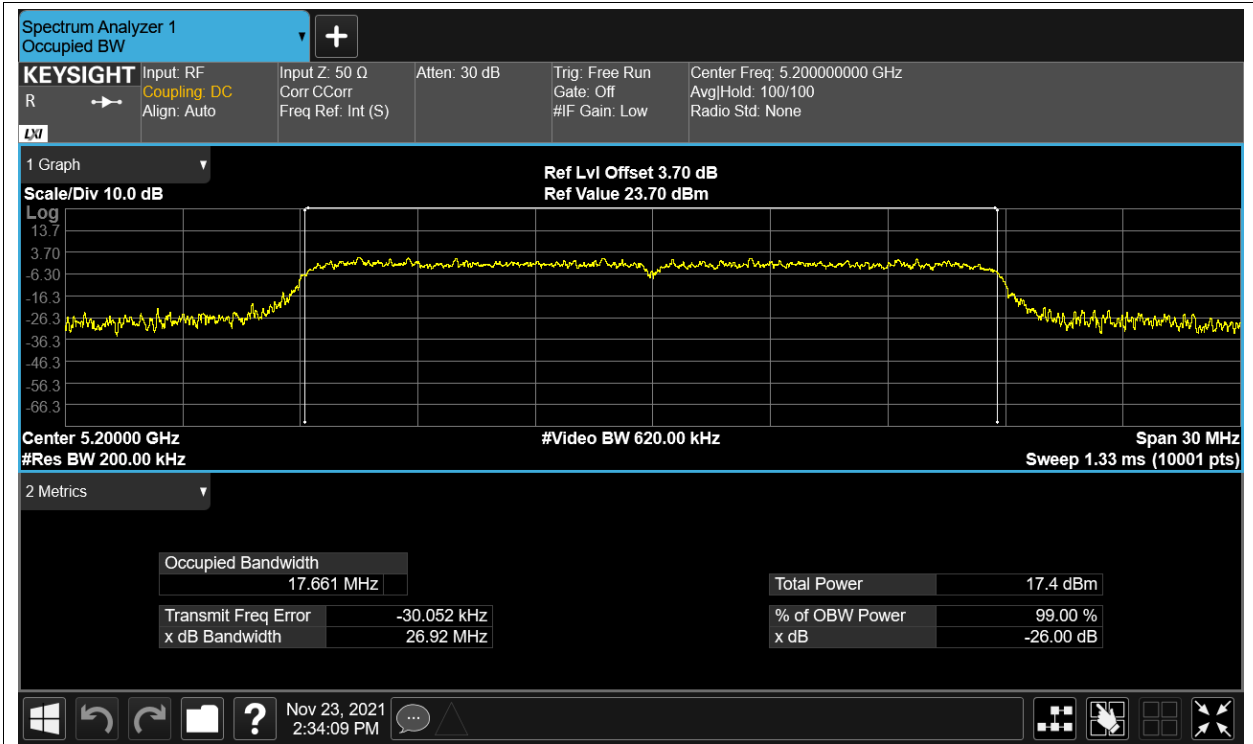 Spectrum Analyzer 1
Occupied BW
KEYSIGHT
R
LXI
Input: RF
Coupling: DC
Align: Auto
Input Z: 50 Ω
Corr CCorr
Freq Ref: Int (S)
Atten: 30 dB
Trig: Free Run
Gate: Off
#IF Gain: Low
Center Freq: 5.200000000 GHz
Avg|Hold: 100/100
Radio Std: None
1 Graph
Scale/Div 10.0 dB
Ref Lvl Offset 3.70 dB
Ref Value 23.70 dBm
Log
13.7
3.70
-6.30
-16.3
-26.3
-36.3
-46.3
-56.3
-66.3
Center 5.20000 GHz
#Video BW 620.00 kHz
Span 30 MHz
#Res BW 200.00 kHz
Sweep 1.33 ms (10001 pts)
2 Metrics
Occupied Bandwidth
17.661 MHz
Transmit Freq Error -30.052 kHz
x dB Bandwidth 26.92 MHz
Total Power 17.4 dBm
% of OBW Power 99.00 %
x dB -26.00 dB
?
Nov 23, 2021
2:34:09 PM